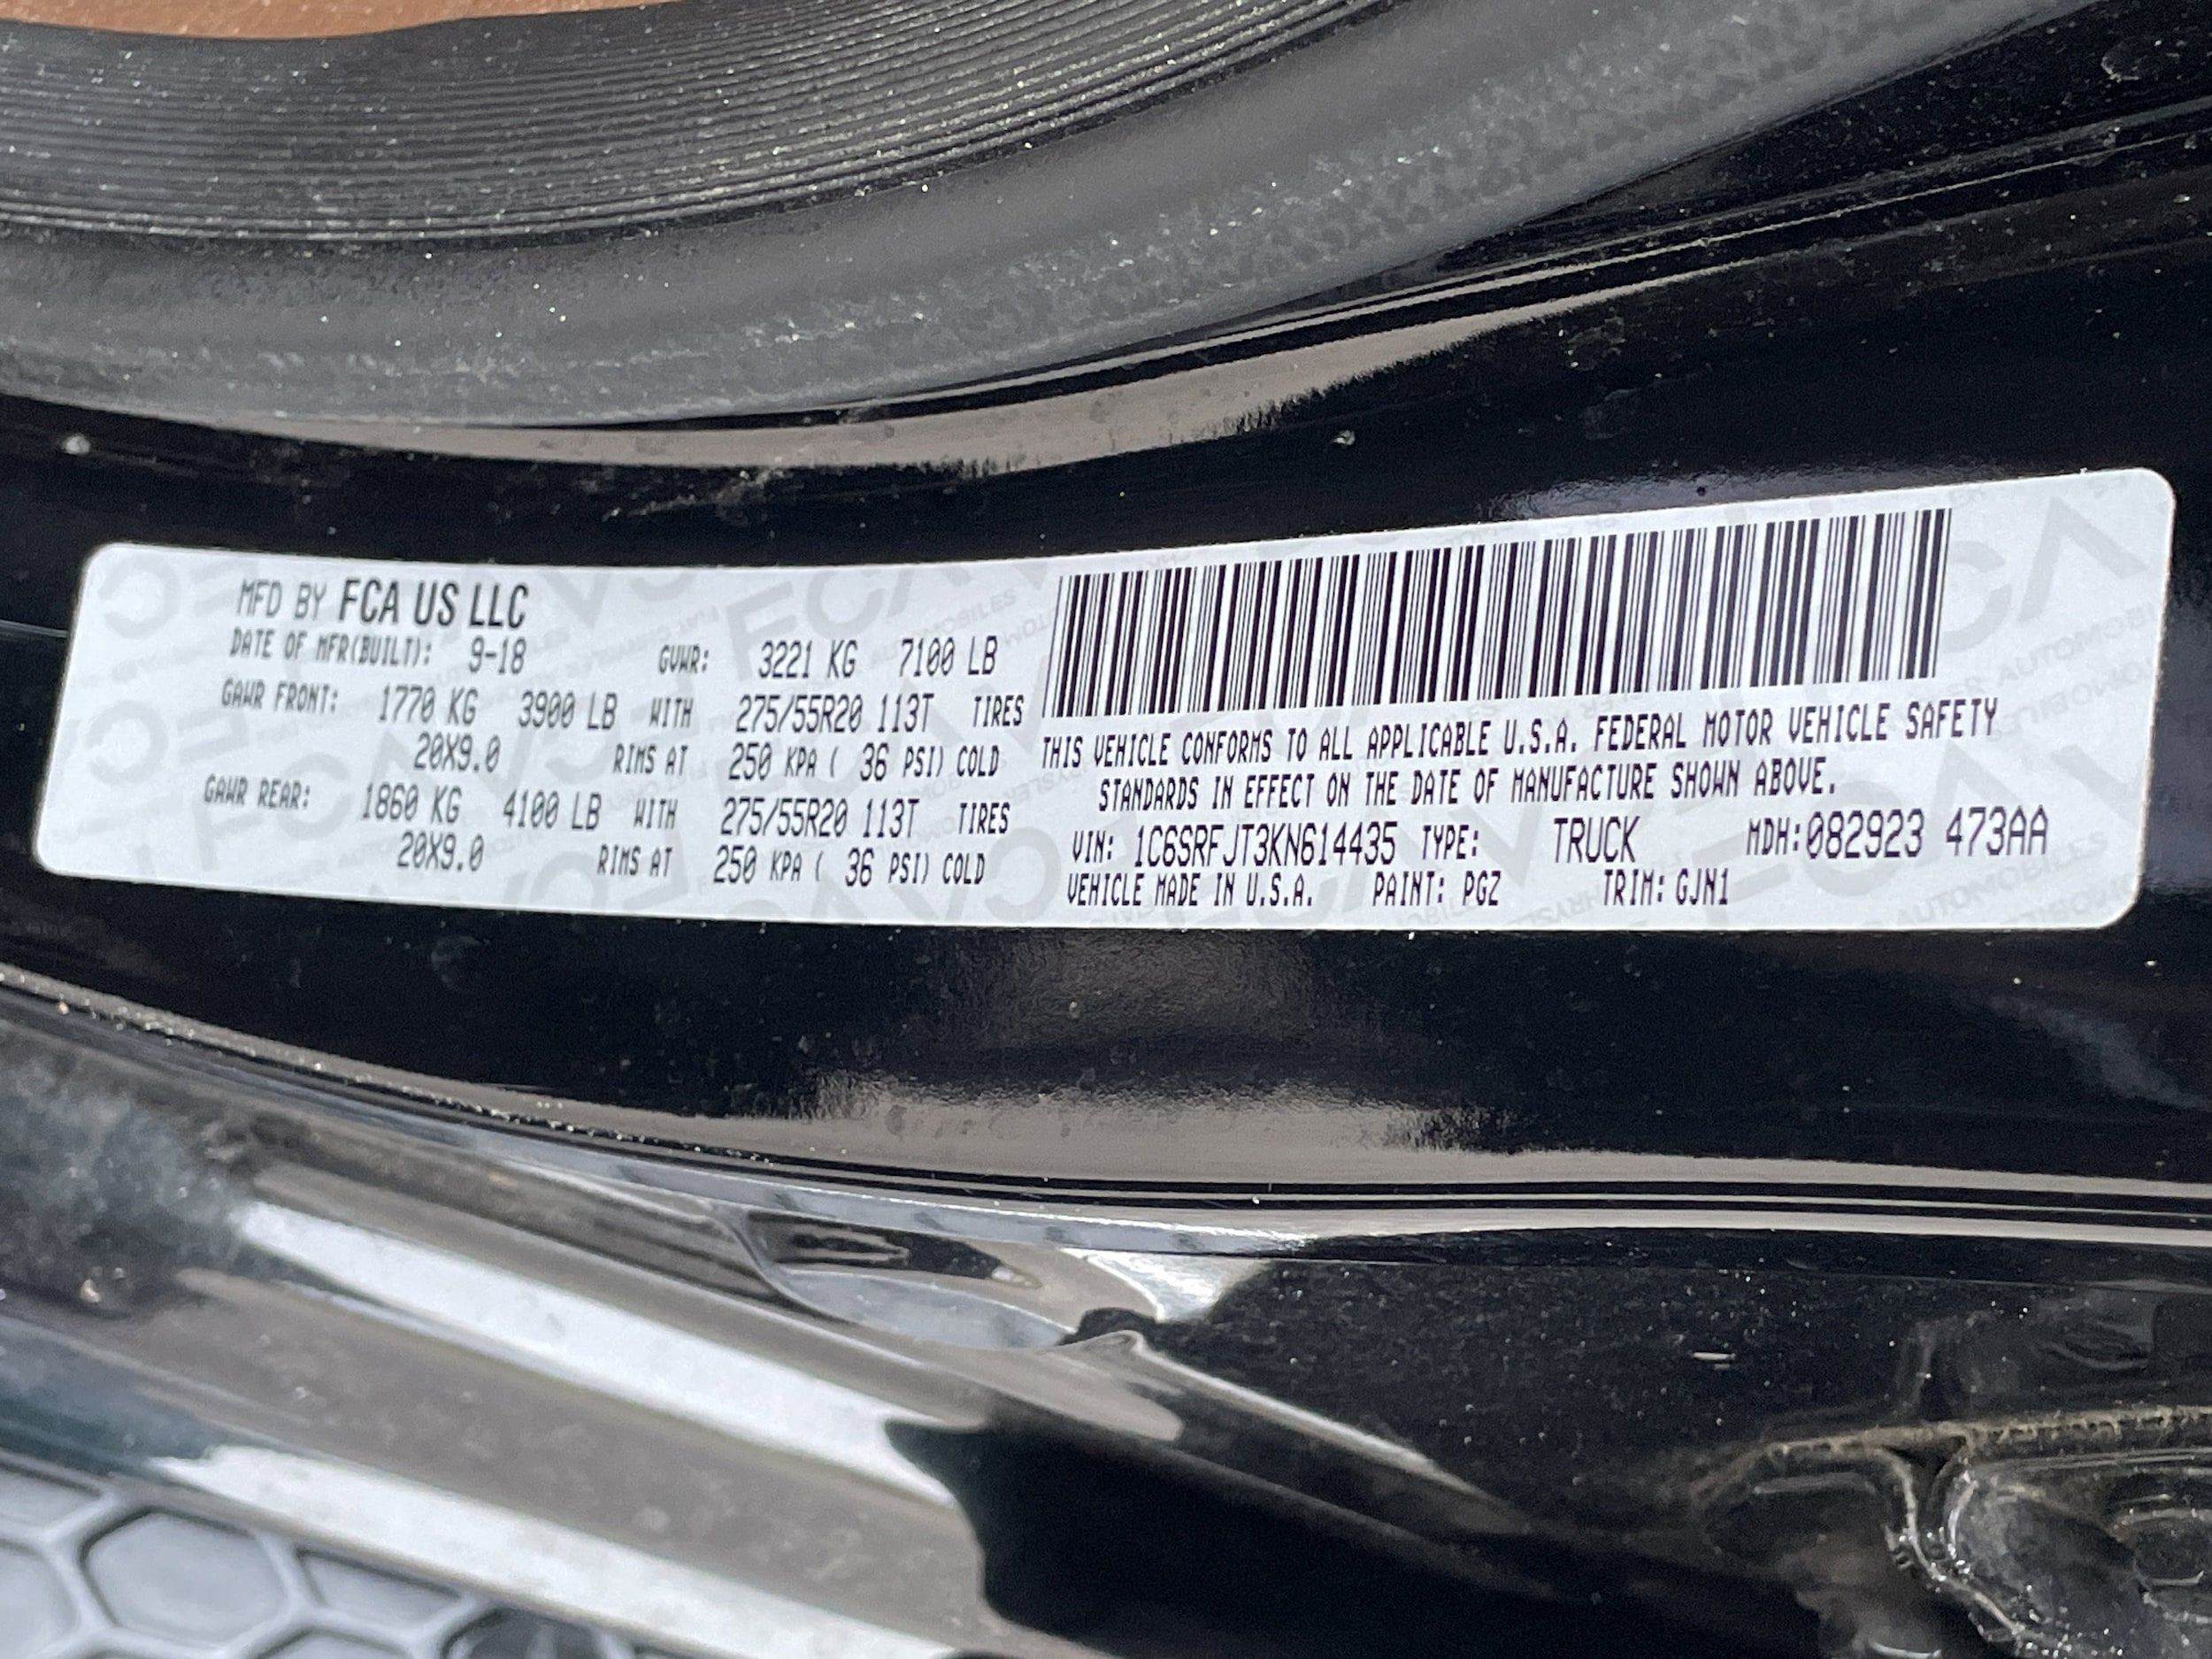 MFD BY FCA US LLC
DATE OF MFR(BUILT): 9-18 GVWR: 3221 KG 7100 LB
GAWR FRONT: 1770 KG 3900 LB WITH 275/55R20 113T TIRES
20X9.0 RIMS AT 250 KPA ( 36 PSI) COLD
GAWR REAR: 1860 KG 4100 LB WITH 275/55R20 113T TIRES
20X9.0 RIMS AT 250 KPA ( 36 PSI) COLD
THIS VEHICLE CONFORMS TO ALL APPLICABLE U.S.A. FEDERAL MOTOR VEHICLE SAFETY
STANDARDS IN EFFECT ON THE DATE OF MANUFACTURE SHOWN ABOVE.
VIN: 1C6SRFJT3KN614435 TYPE: TRUCK MDH:082923 473AA
VEHICLE MADE IN U.S.A. PAINT: PGZ TRIM: GJN1